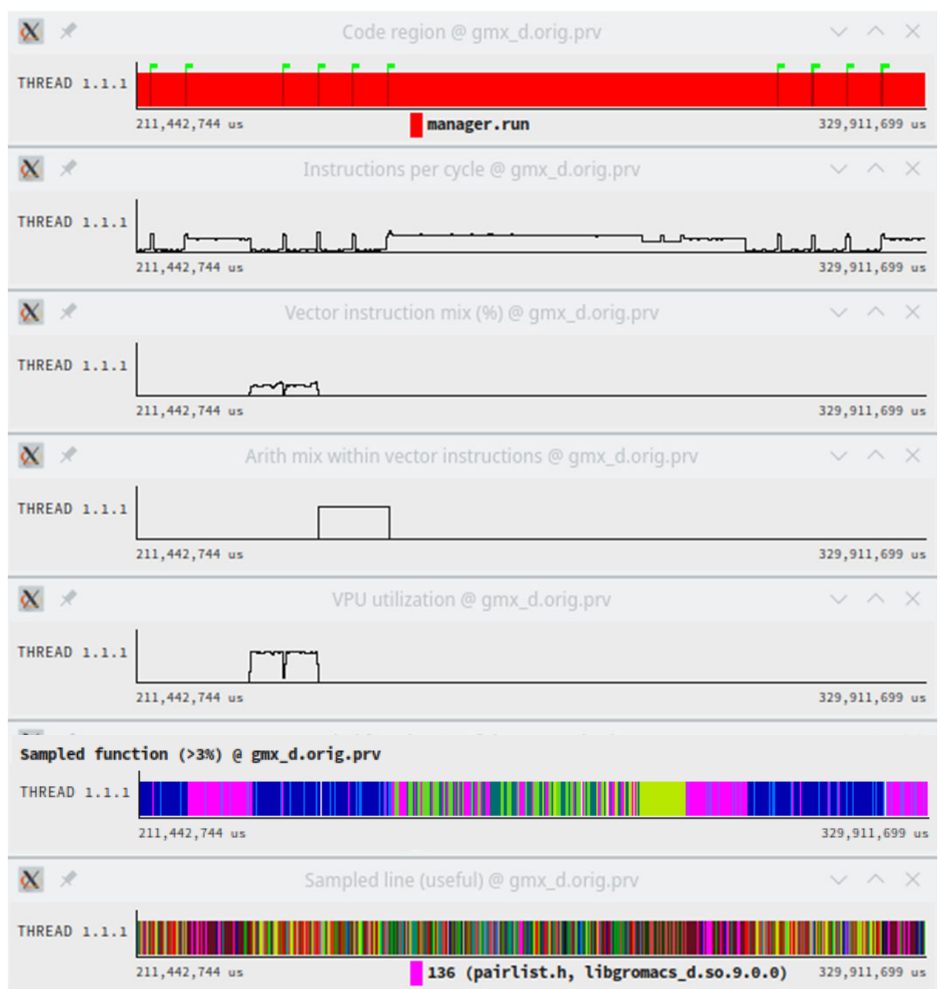 Code region @ gmx_d.orig.prv
THREAD 1.1.1
211,442,744 us
manager.run
329,911,699 us
Instructions per cycle @ gmx_d.orig.prv
THREAD 1.1.1
211,442,744 us
329,911,699 us
Vector instruction mix (%) @ gmx_d.orig.prv
THREAD 1.1.1
211,442,744 us
329,911,699 us
Arith mix within vector instructions @ gmx_d.orig.prv
THREAD 1.1.1
211,442,744 us
329,911,699 us
VPU utilization @ gmx_d.orig.prv
THREAD 1.1.1
211,442,744 us
329,911,699 us
Sampled function (>3%) @ gmx_d.orig.prv
THREAD 1.1.1
211,442,744 us
329,911,699 us
Sampled line (useful) @ gmx_d.orig.prv
THREAD 1.1.1
211,442,744 us
136 (pairlist.h, libgromacs_d.so.9.0.0)
329,911,699 us